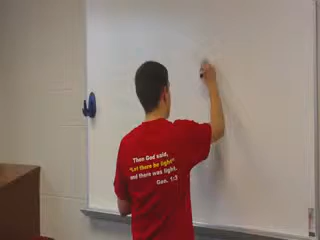 Then God said,
"Let there be light"
and there was light.
Gen. 1:3